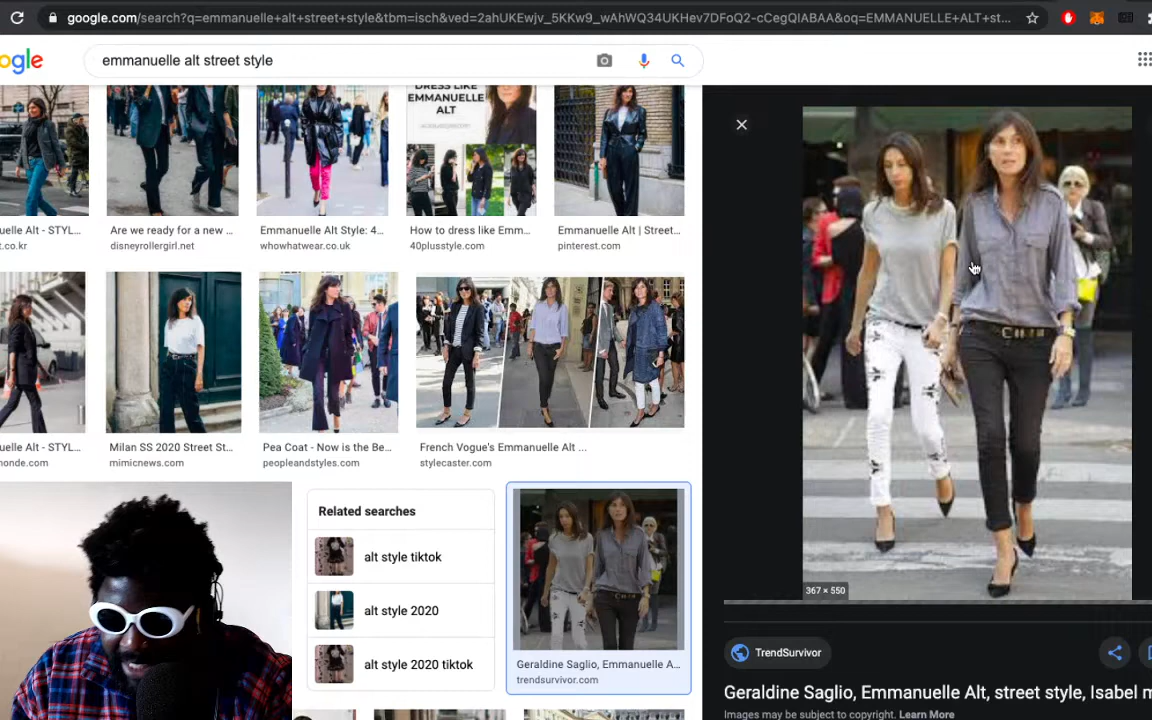 google.com/search?q=emmanuelle+alt+street+style&tbm=isch&ved=2ahUKEwjv_5KKw9_wAhWQ34UKHev7DFoQ2-cCegQIABAA&oq=EMMANUELLE+ALT+st...
ogle
emmanuelle alt street style
DRESS LIKE
EMMANUELLE
ALT
uelle Alt - STYL...
Are we ready for a new ...
Emmanuelle Alt Style: 4...
How to dress like Emm...
Emmanuelle Alt | Street...
t.co.kr
disneyrollergirl.net
whowhatwear.co.uk
40plusstyle.com
pinterest.com
uelle Alt - STYL...
Milan SS 2020 Street St...
Pea Coat - Now is the Be...
French Vogue's Emmanuelle Alt ...
onde.com
mimicnews.com
peopleandstyles.com
stylecaster.com
Related searches
alt style tiktok
alt style 2020
alt style 2020 tiktok
Geraldine Saglio, Emmanuelle A...
trendsurvivor.com
367 × 550
TrendSurvivor
Geraldine Saglio, Emmanuelle Alt, street style, Isabel m
Images may be subject to copyright. Learn More